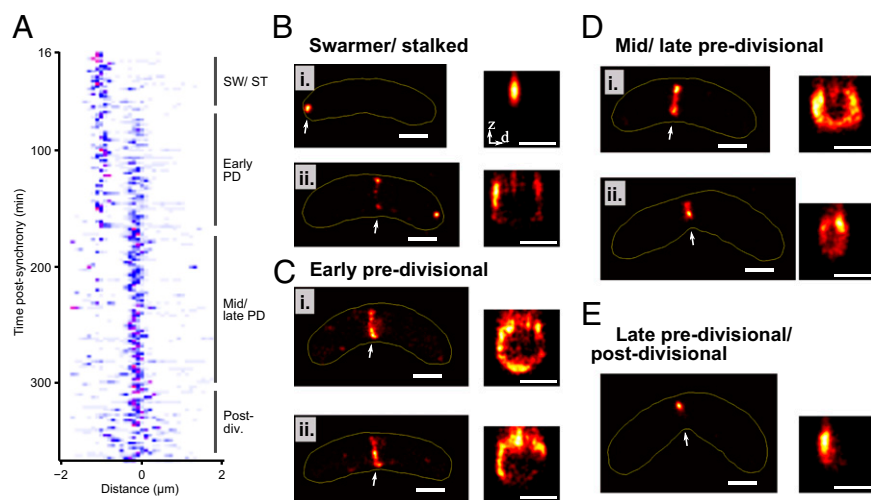 A
16
100
200
300
Time post-synchrony (min)
−2
0
2
Distance (µm)
SW/ ST
Early
PD
Mid/
late PD
Post-
div.
B
Swarmer/ stalked
i.
z
d
ii.
C
Early pre-divisional
i.
ii.
D
Mid/ late pre-divisional
i.
ii.
E
Late pre-divisional/
post-divisional